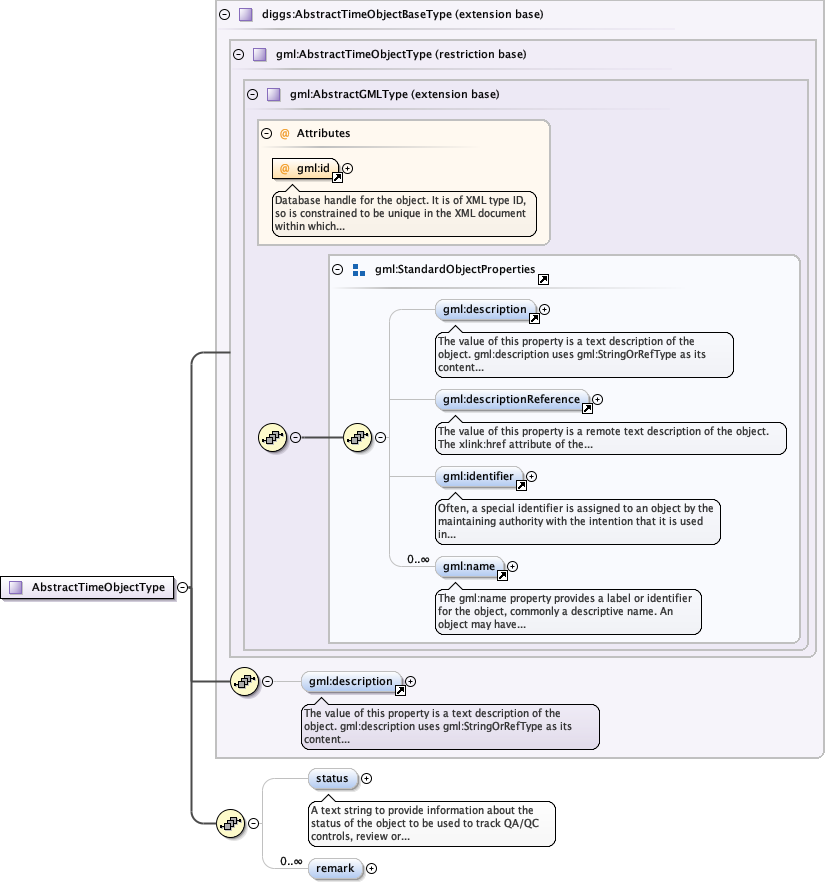 diggs:AbstractTimeObjectBaseType (extension base)
gml:AbstractTimeObjectType (restriction base)
gml:AbstractGMLType (extension base)
@ Attributes
@ gml:id
Database handle for the object. It is of XML type ID,
so is constrained to be unique in the XML document
within which...
gml:StandardObjectProperties
gml:description
The value of this property is a text description of the
object. gml:description uses gml:StringOrRefType as its
content...
gml:descriptionReference
The value of this property is a remote text description of the object.
The xlink:href attribute of the...
gml:identifier
Often, a special identifier is assigned to an object by the
maintaining authority with the intention that it is used
in...
0..∞
gml:name
The gml:name property provides a label or identifier
for the object, commonly a descriptive name. An
object may have...
AbstractTimeObjectType
gml:description
The value of this property is a text description of the
object. gml:description uses gml:StringOrRefType as its
content...
status
A text string to provide information about the
status of the object to be used to track QA/QC
controls, review or...
0..∞
remark